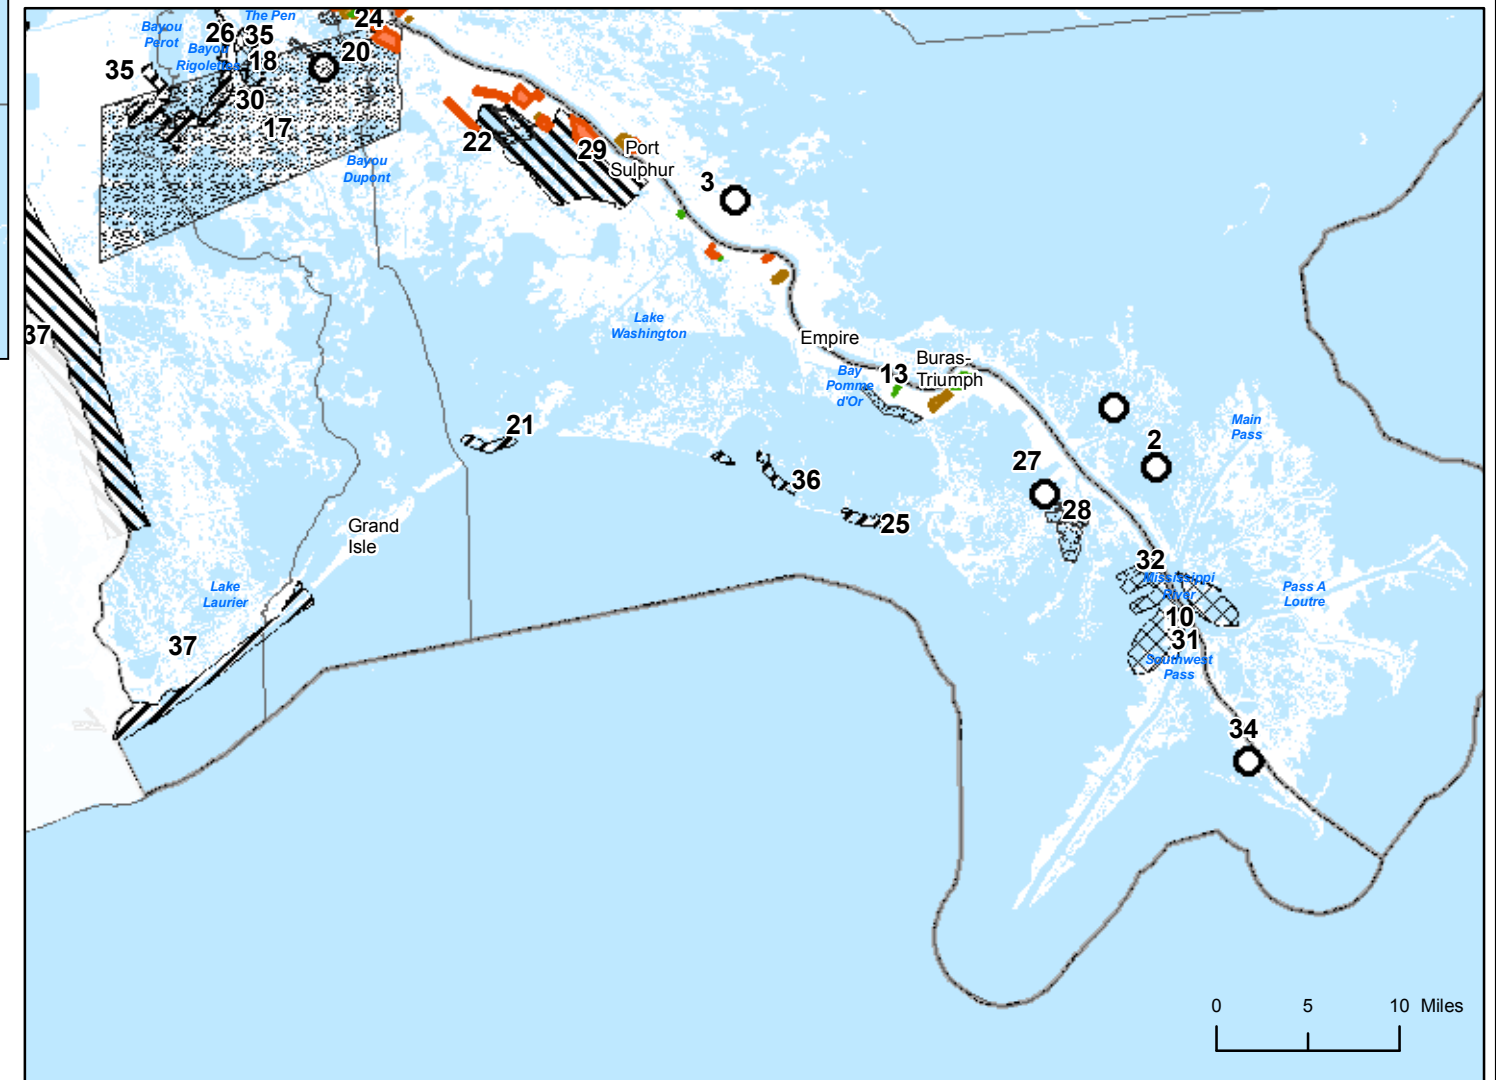 The Pen
24
Bayou
Perot
26
35
20
Bayou
Rigolettes
18
35
30
17
22
29
Port
Sulphur
Bayou
Dupont
3
37
Lake
Washington
Empire
Bay
Pomme
d'Or
13
Buras-
Triumph
21
Main
Pass
2
27
36
28
25
Grand
Isle
32
Mississippi
River
Pass A
Loutre
Lake
Laurier
10
31
37
Southwest
Pass
34
0 5 10 Miles